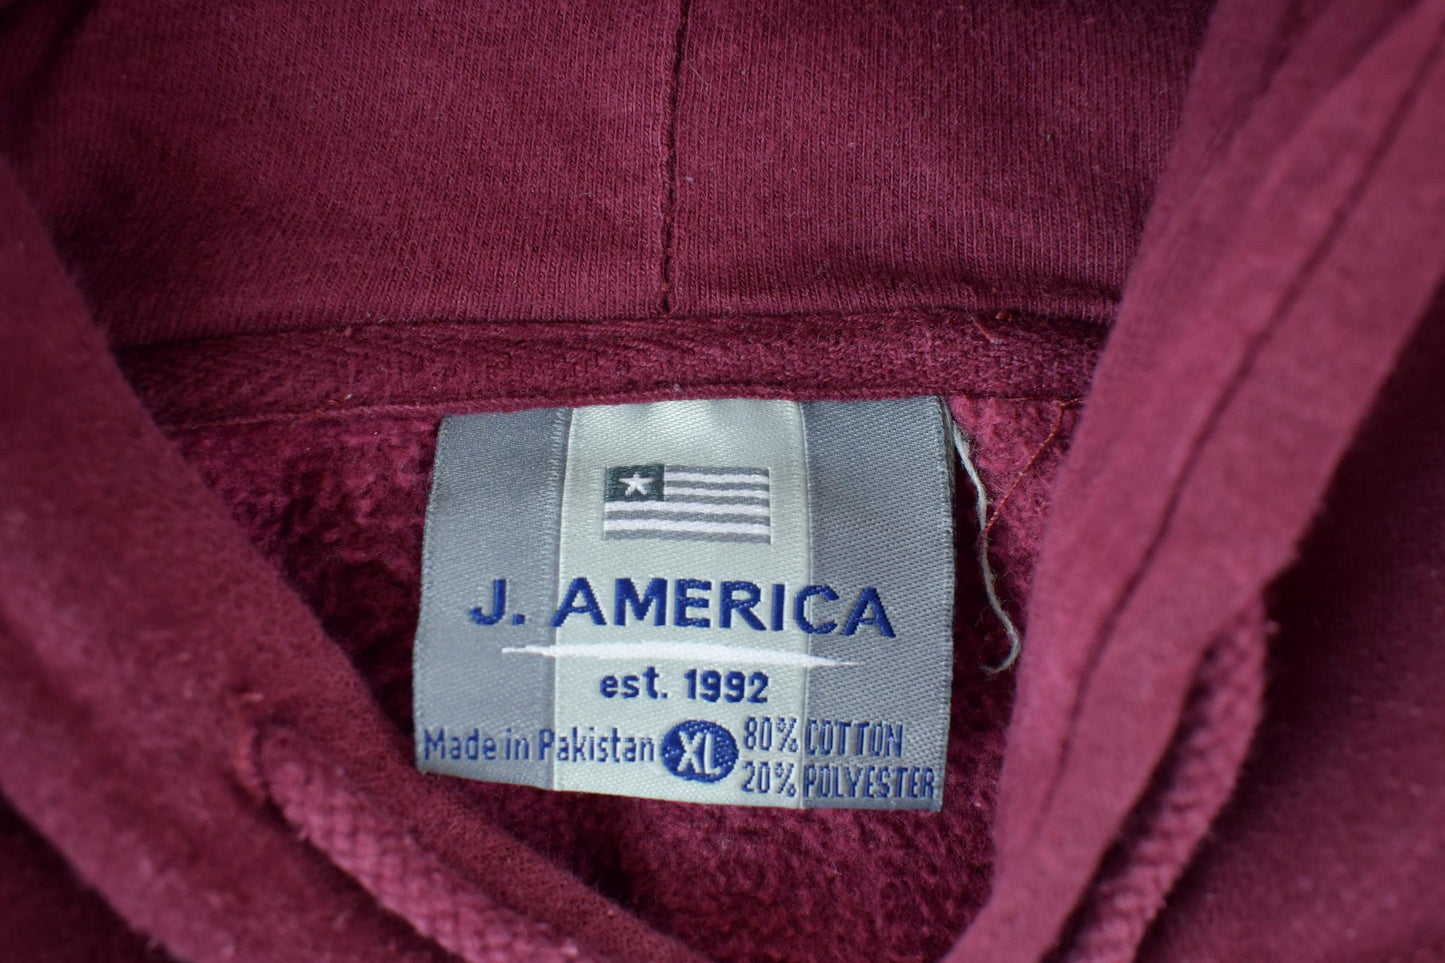 J. AMERICA
est. 1992
Made in Pakistan XL 80% COTTON
20% POLYESTER